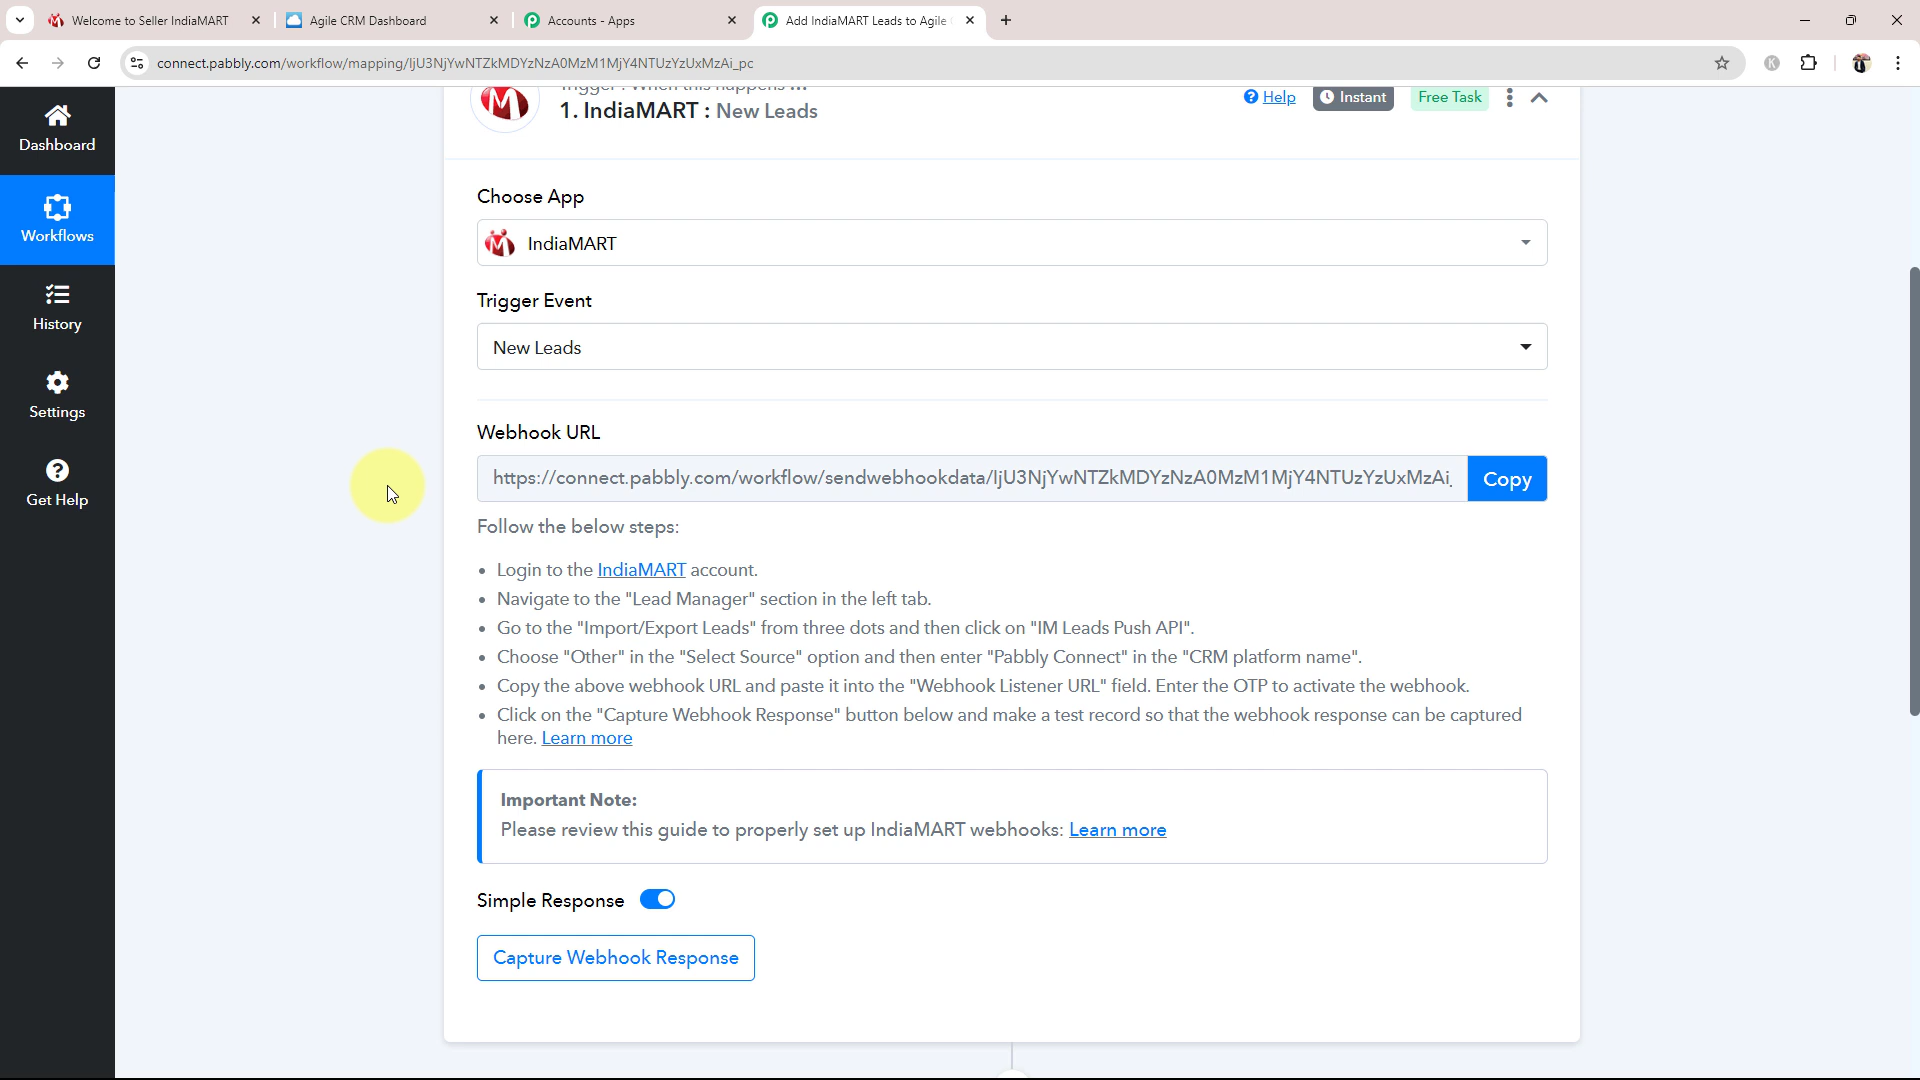 Welcome to Seller IndiaMART
Agile CRM Dashboard
Accounts - Apps
Add IndiaMART Leads to Agile
connect.pabbly.com/workflow/mapping/IjU3NjYwNTZkMDYzNzA0MzM1MjY4NTUzYzUxMzAi_pc
K
Trigger : When this happens ...
1. IndiaMART : New Leads
Help
Instant
Free Task
Dashboard
Workflows
History
Settings
Get Help
Choose App
IndiaMART
Trigger Event
New Leads
Webhook URL
https://connect.pabbly.com/workflow/sendwebhookdata/IjU3NjYwNTZkMDYzNzA0MzM1MjY4NTUzYzUxMzAi_
Copy
Follow the below steps:
• Login to the IndiaMART account.
• Navigate to the "Lead Manager" section in the left tab.
• Go to the "Import/Export Leads" from three dots and then click on "IM Leads Push API".
• Choose "Other" in the "Select Source" option and then enter "Pabbly Connect" in the "CRM platform name".
• Copy the above webhook URL and paste it into the "Webhook Listener URL" field. Enter the OTP to activate the webhook.
• Click on the "Capture Webhook Response" button below and make a test record so that the webhook response can be captured
here. Learn more
Important Note:
Please review this guide to properly set up IndiaMART webhooks: Learn more
Simple Response
Capture Webhook Response